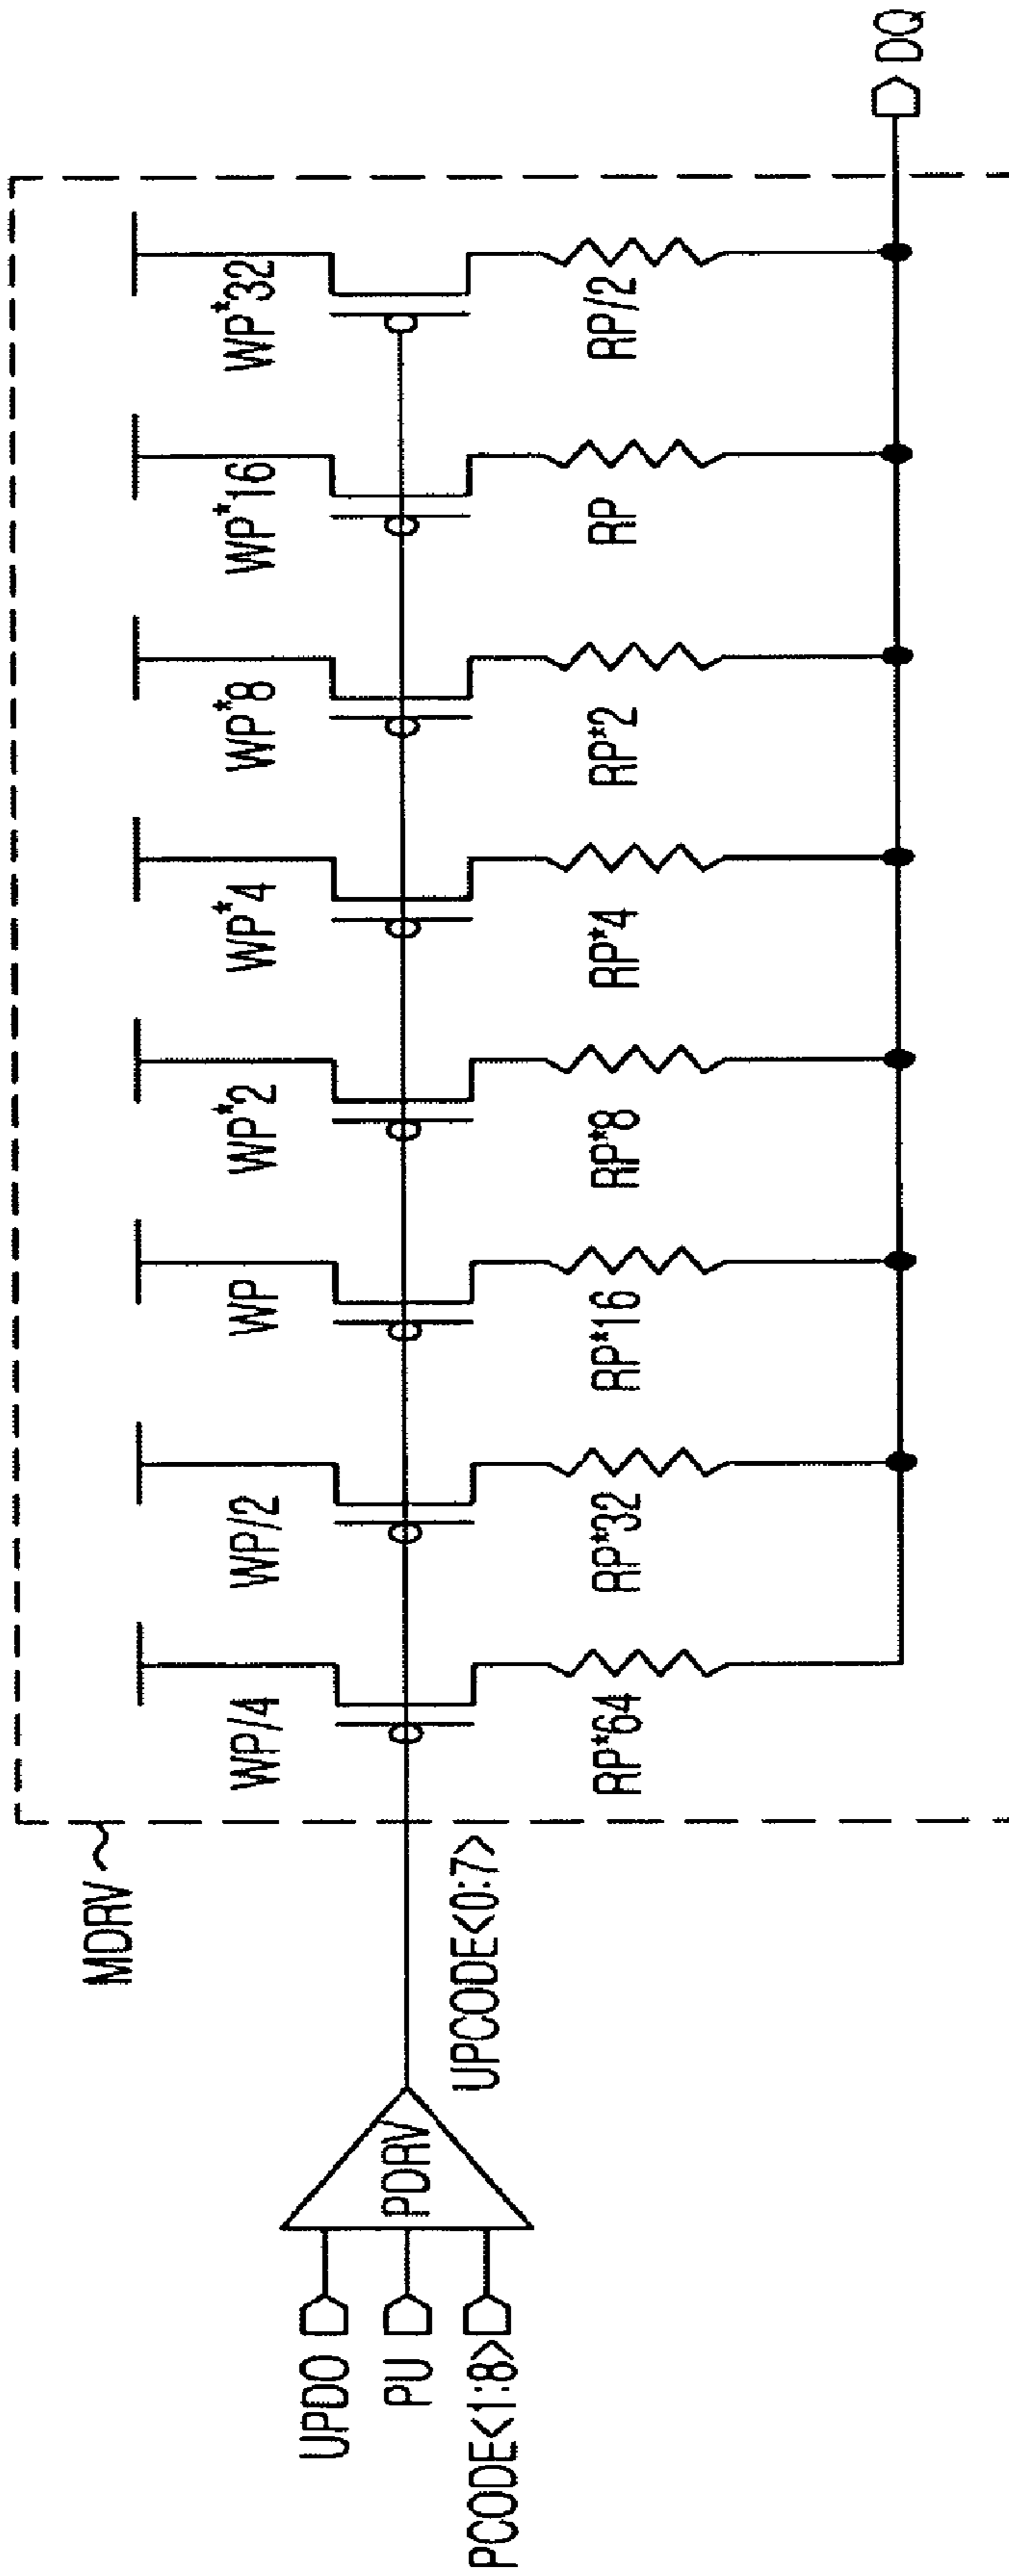 MDRV
WP/4
WP/2
WP
WP*2
WP*4
WP*8
WP*16
WP*32
UPDO
PU
PCODE<1:8>
PDRV
UPCODE<0:7>
RP*64
RP*32
RP*16
RP*8
RP*4
RP*2
RP
RP/2
DQ